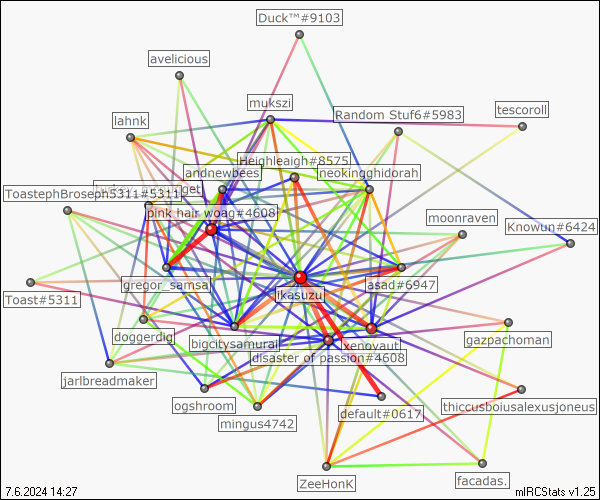 Duck™#9103
avelicious
mukszi
tescoroll
lahnk
Random Stuf6#5983
Heighleaigh#8575
andnewbees
neokingghidorah
ToastephBroseph5311#5311
pink hair woag#4608
moonraven
Knowun#6424
gregor_samsa
asad#6947
ikasuzu
Toast#5311
doggerdig
bigcitysamurai
xenovaut
gazpachoman
disaster of passion#4608
jarlbreadmaker
ogshroom
default#0617
thiccusboiusalexusjoneus
mingus4742
ZeeHonK
facadas.
7.6.2024 14:27
mIRCStats v1.25